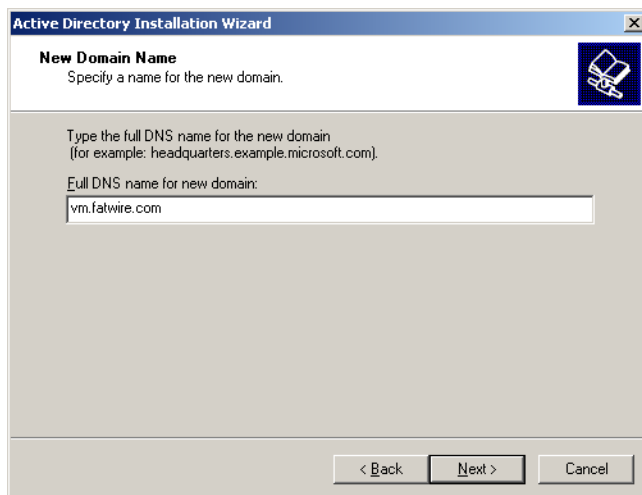 Active Directory Installation Wizard
New Domain Name
Specify a name for the new domain.
Type the full DNS name for the new domain
(for example: headquarters.example.microsoft.com).
Full DNS name for new domain:
vm.fatwire.com
< Back Next > Cancel